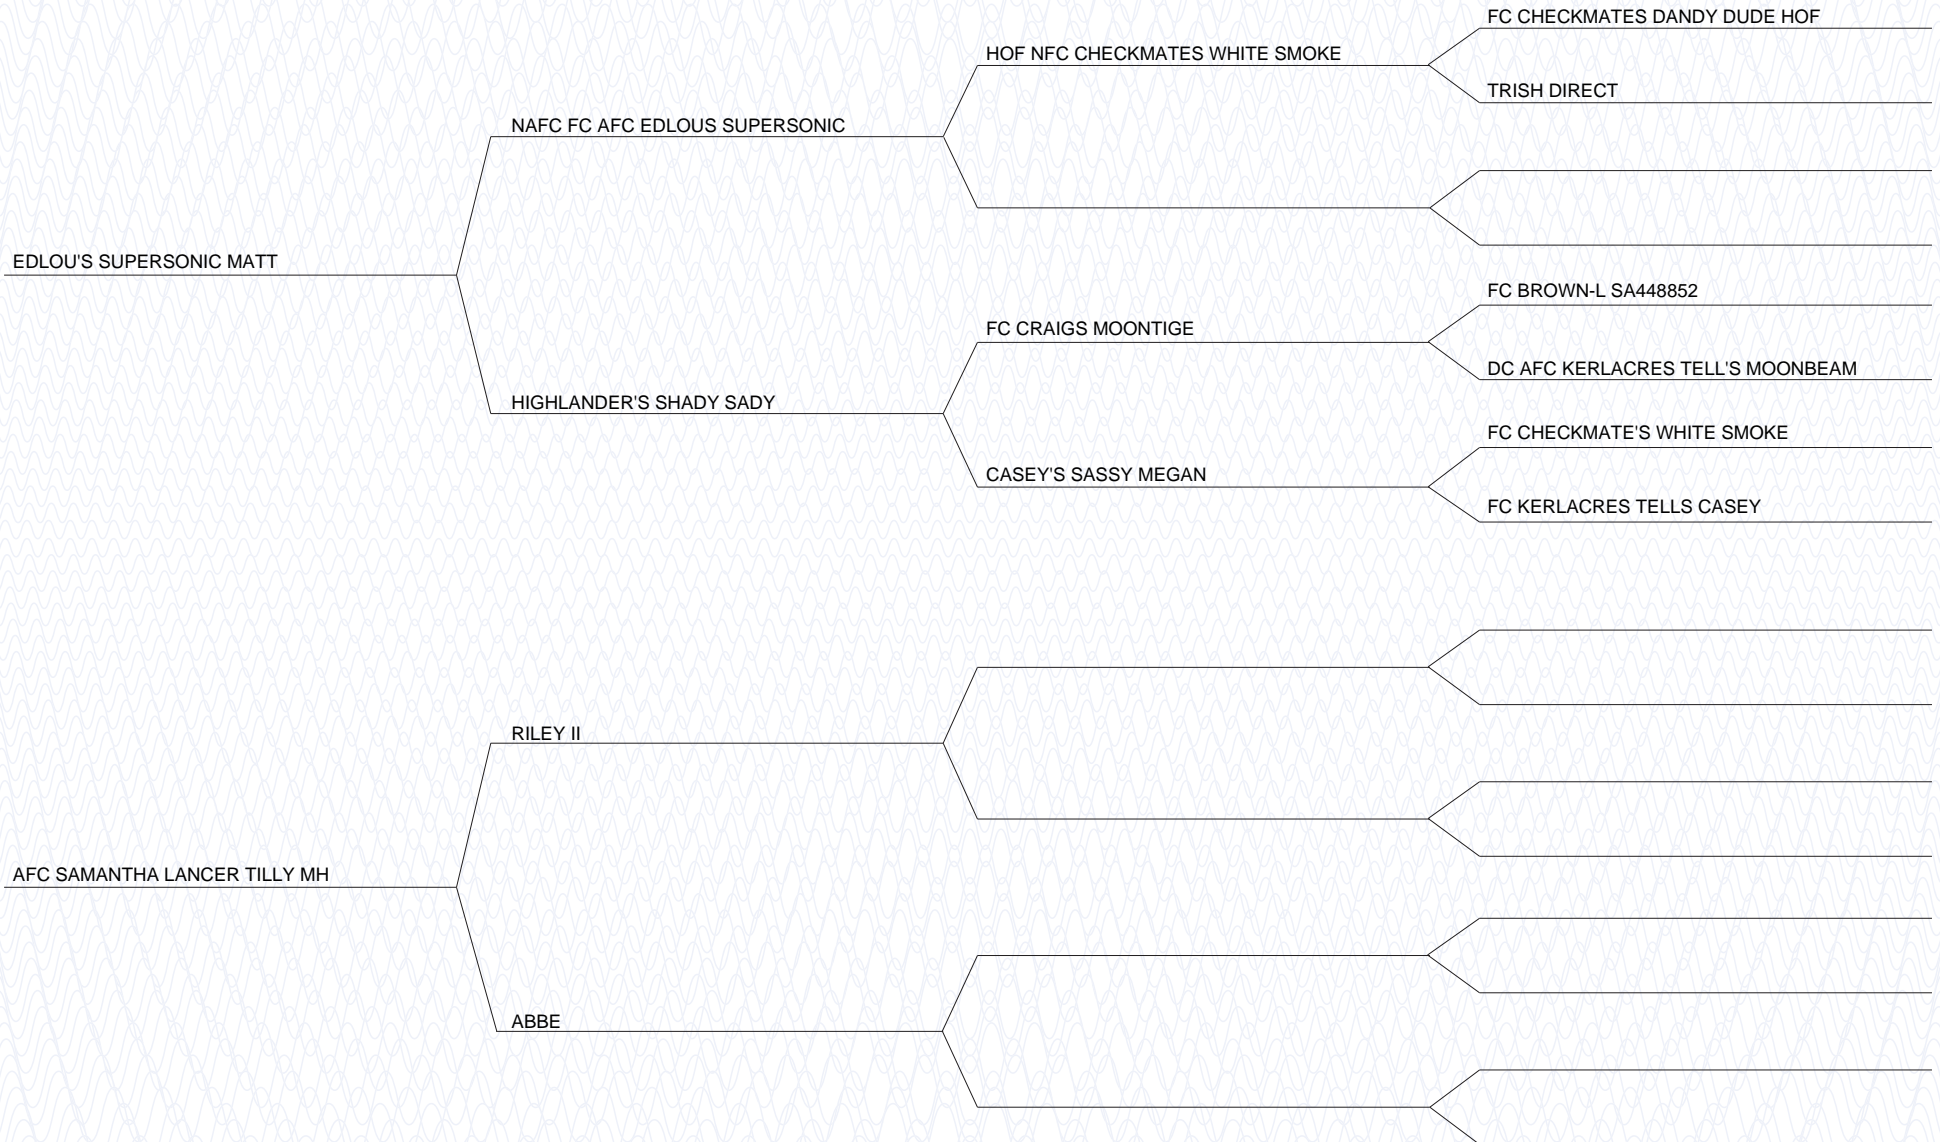 FC CHECKMATES DANDY DUDE HOF
HOF NFC CHECKMATES WHITE SMOKE
TRISH DIRECT
NAFC FC AFC EDLOUS SUPERSONIC
EDLOU'S SUPERSONIC MATT
FC BROWN-L SA448852
FC CRAIGS MOONTIGE
DC AFC KERLACRES TELL'S MOONBEAM
HIGHLANDER'S SHADY SADY
FC CHECKMATE'S WHITE SMOKE
CASEY'S SASSY MEGAN
FC KERLACRES TELLS CASEY
RILEY II
AFC SAMANTHA LANCER TILLY MH
ABBE